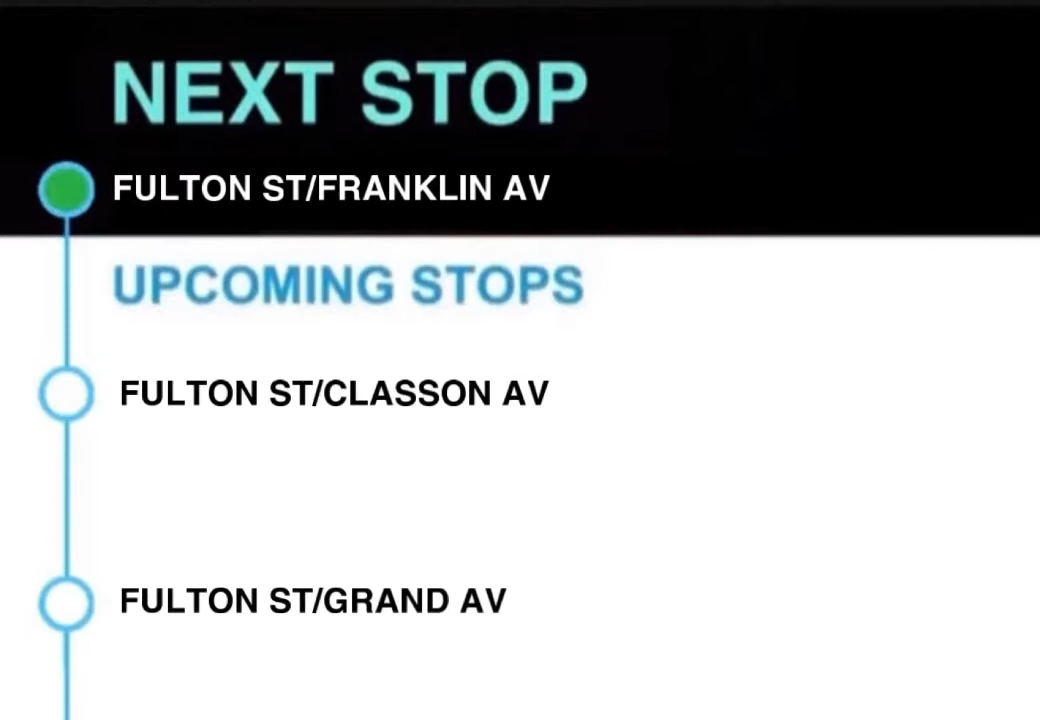 NEXT STOP
FULTON ST/FRANKLIN AV
UPCOMING STOPS
FULTON ST/CLASSON AV
FULTON ST/GRAND AV